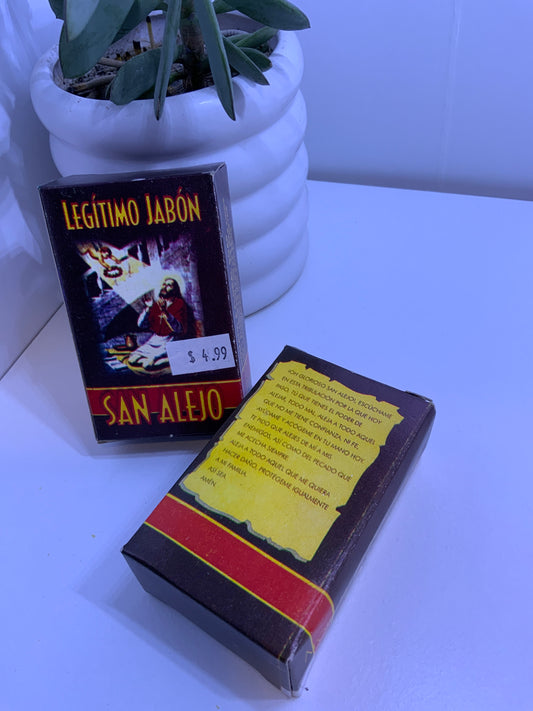 LEGÍTIMO JABÓN
$ 4.99
SAN ALEJO
¡OH GLORIOSO SAN ALEJO!, ESCÚCHAME
EN ESTA TRIBULACIÓN POR LA QUE HOY
PASO, TÚ QUE TIENES EL PODER DE
ALEJAR, TODO MAL, ALEJA A TODO AQUEL
QUE NO ME TIENE CONFIANZA, NI FE,
AYÚDAME Y ACÓGEME EN TU MANO HOY.
TE PIDO QUE ALEJES DE MÍ A MIS
ENEMIGOS, ASÍ COMO DEL PECADO QUE
ME ACECHA SIEMPRE.
ALEJA A TODO AQUEL QUE ME QUIERA
HACER DAÑO, PROTÉGEME IGUALMENTE
A MI FAMILIA.
ASÍ SEA.
AMÉN.